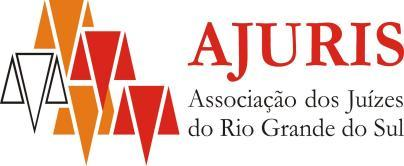 AJURIS
Associação dos Juízes
do Rio Grande do Sul